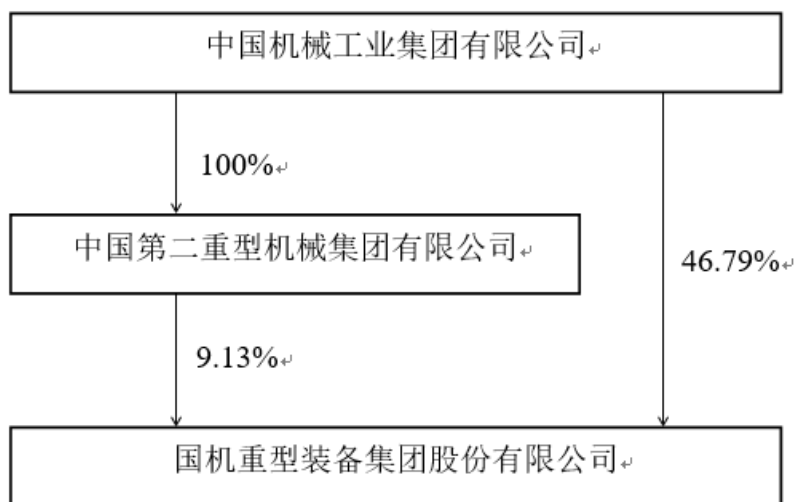 中国机械工业集团有限公司
100%
中国第二重型机械集团有限公司
46.79%
9.13%
国机重型装备集团股份有限公司